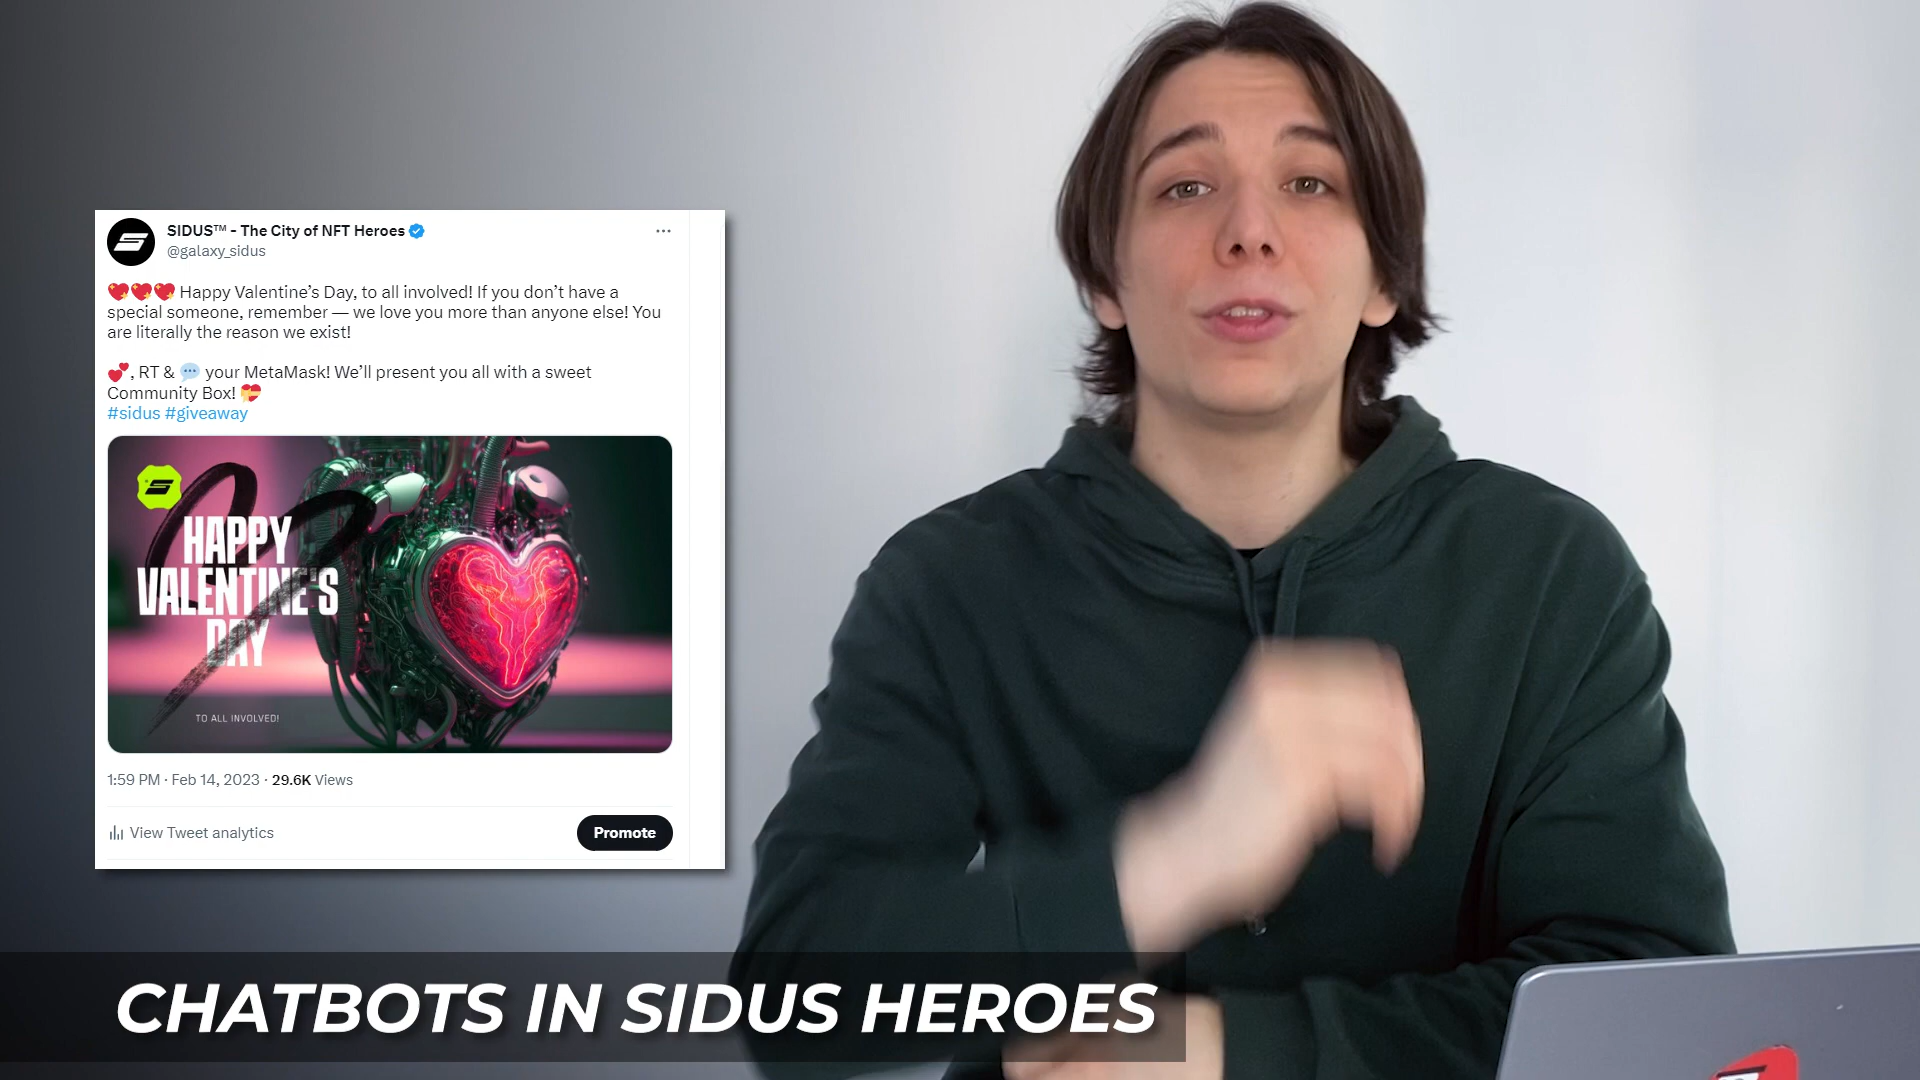 SIDUS™ - The City of NFT Heroes
@galaxy_sidus
💖💖💖 Happy Valentine’s Day, to all involved! If you don’t have a
special someone, remember — we love you more than anyone else! You
are literally the reason we exist!
💕, RT & 💬 your MetaMask! We’ll present you all with a sweet
Community Box! 💝
#sidus #giveaway
HAPPY
VALENTINE'S
DAY
TO ALL INVOLVED!
1:59 PM · Feb 14, 2023 · 29.6K Views
View Tweet analytics
Promote
CHATBOTS IN SIDUS HEROES